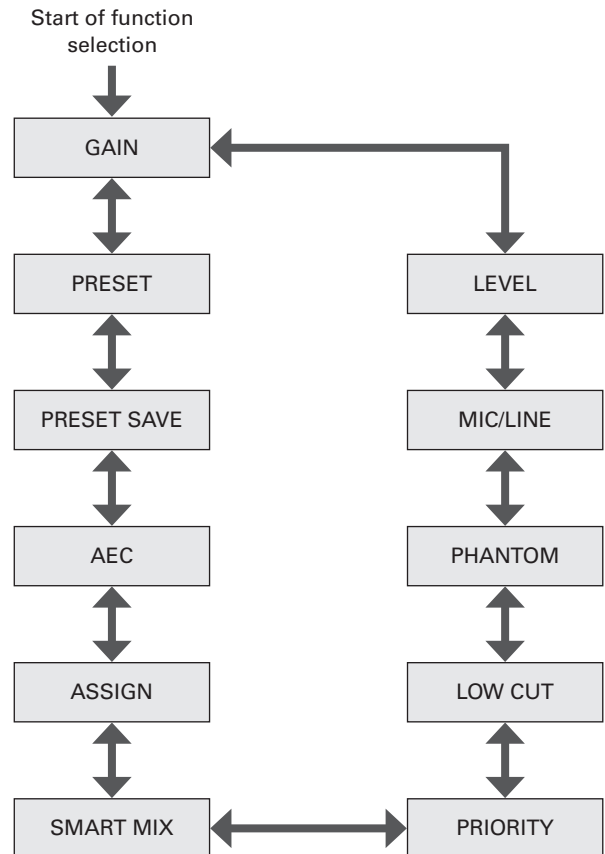 Start of function
selection
GAIN
PRESET
LEVEL
PRESET SAVE
MIC/LINE
AEC
PHANTOM
ASSIGN
LOW CUT
SMART MIX
PRIORITY